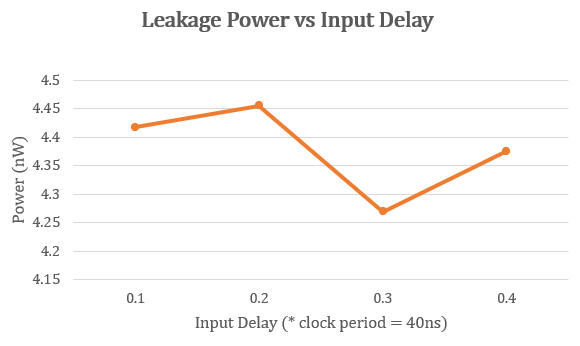 Leakage Power vs Input Delay
4.5
4.45
4.4
4.35
4.3
4.25
4.2
4.15
Power (nW)
0.1 0.2 0.3 0.4
Input Delay (* clock period = 40ns)